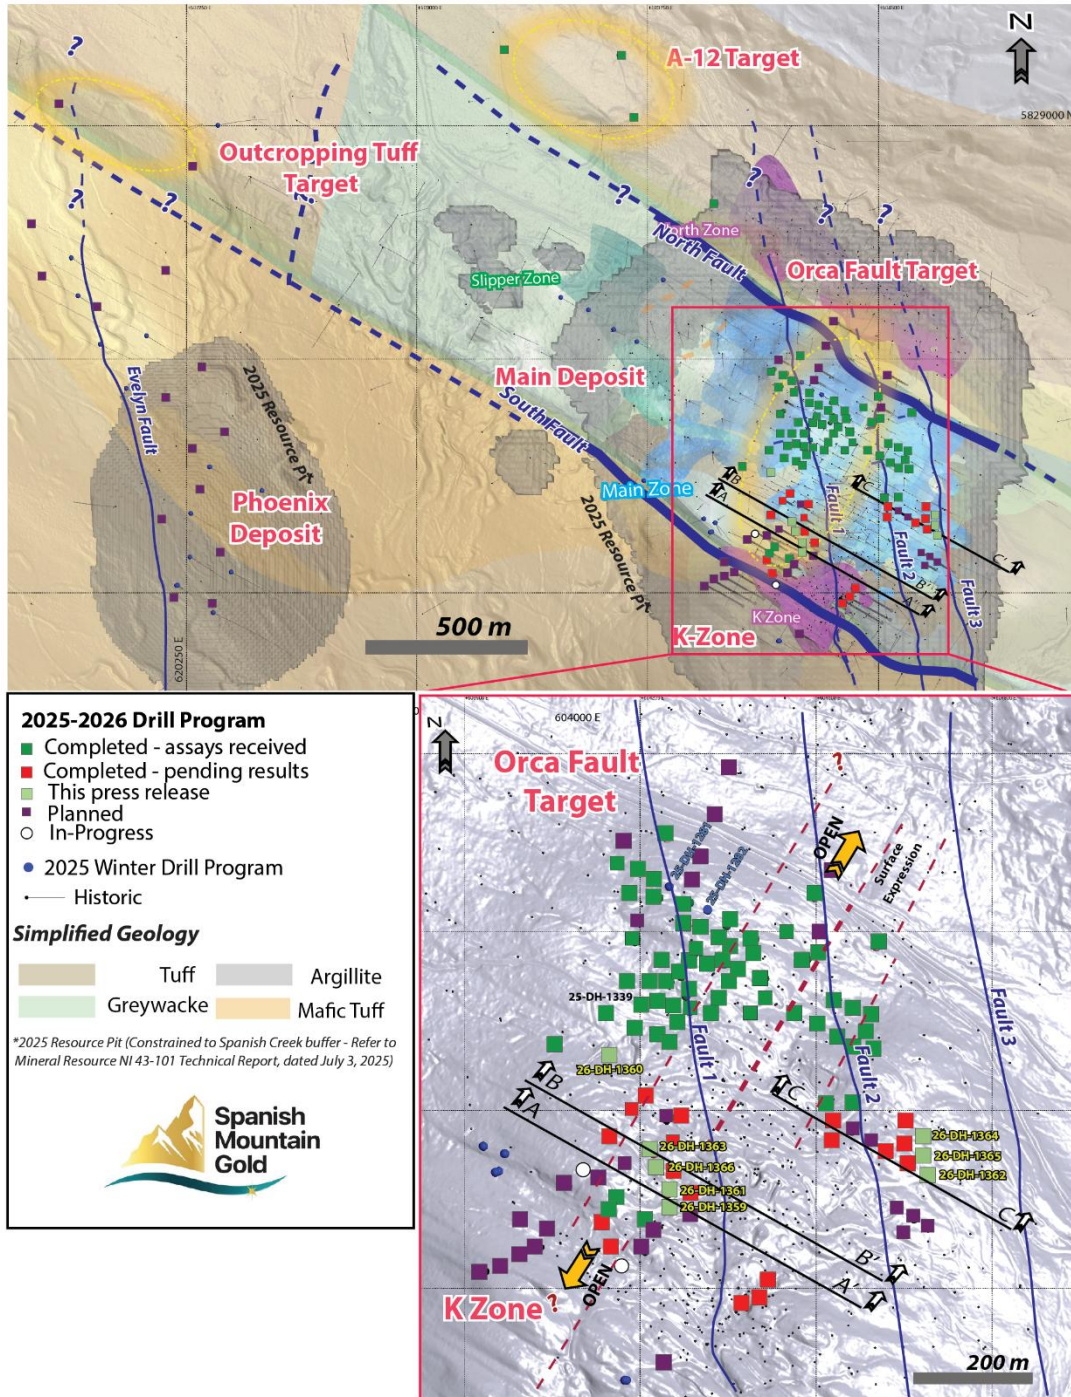 N
A-12 Target
5829000 N
?
Outcropping Tuff
Target
?
?
?
?
?
?
?
?
North Zone
North Fault
Orca Fault Target
Slipper Zone
Main Deposit
South Fault
2025 Resource Pit
Evelyn Fault
Phoenix
Deposit
Main Zone
2025 Resource Pit
B
A
C
Fault 1
Fault 2
Fault 3
C'
B'
A'
K Zone
K-Zone
500 m
620250 E
2025-2026 Drill Program
Completed - assays received
Completed - pending results
This press release
Planned
In-Progress
2025 Winter Drill Program
Historic
Simplified Geology
Tuff
Argillite
Greywacke
Mafic Tuff
*2025 Resource Pit (Constrained to Spanish Creek buffer - Refer to
Mineral Resource NI 43-101 Technical Report, dated July 3, 2025)
Spanish
Mountain
Gold
604000 E
N
Orca Fault
Target
?
OPEN
Surface
Expression
25-DH-1281
25-DH-1282
25-DH-1339
Fault 1
Fault 2
Fault 3
26-DH-1360
B
A
C
26-DH-1363
26-DH-1366
26-DH-1361
26-DH-1359
26-DH-1364
26-DH-1365
26-DH-1362
C'
B'
A'
OPEN
?
K Zone
200 m